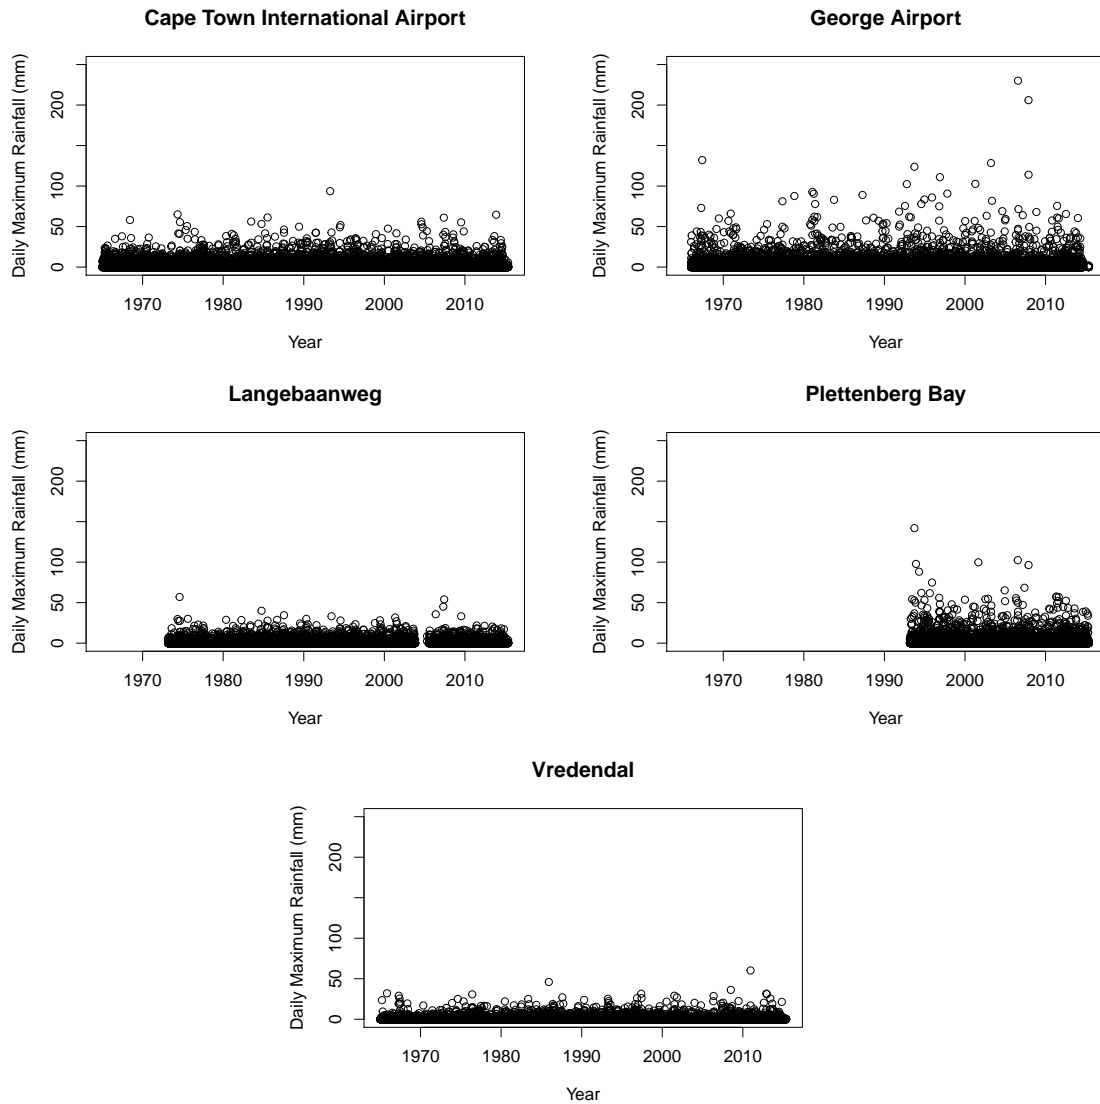 Cape Town International Airport
Daily Maximum Rainfall (mm)
200
100
50
0
1970 1980 1990 2000 2010
Year
George Airport
Daily Maximum Rainfall (mm)
200
100
50
0
1970 1980 1990 2000 2010
Year
Langebaanweg
Daily Maximum Rainfall (mm)
200
100
50
0
1970 1980 1990 2000 2010
Year
Plettenberg Bay
Daily Maximum Rainfall (mm)
200
100
50
0
1970 1980 1990 2000 2010
Year
Vredendal
Daily Maximum Rainfall (mm)
200
100
50
0
1970 1980 1990 2000 2010
Year